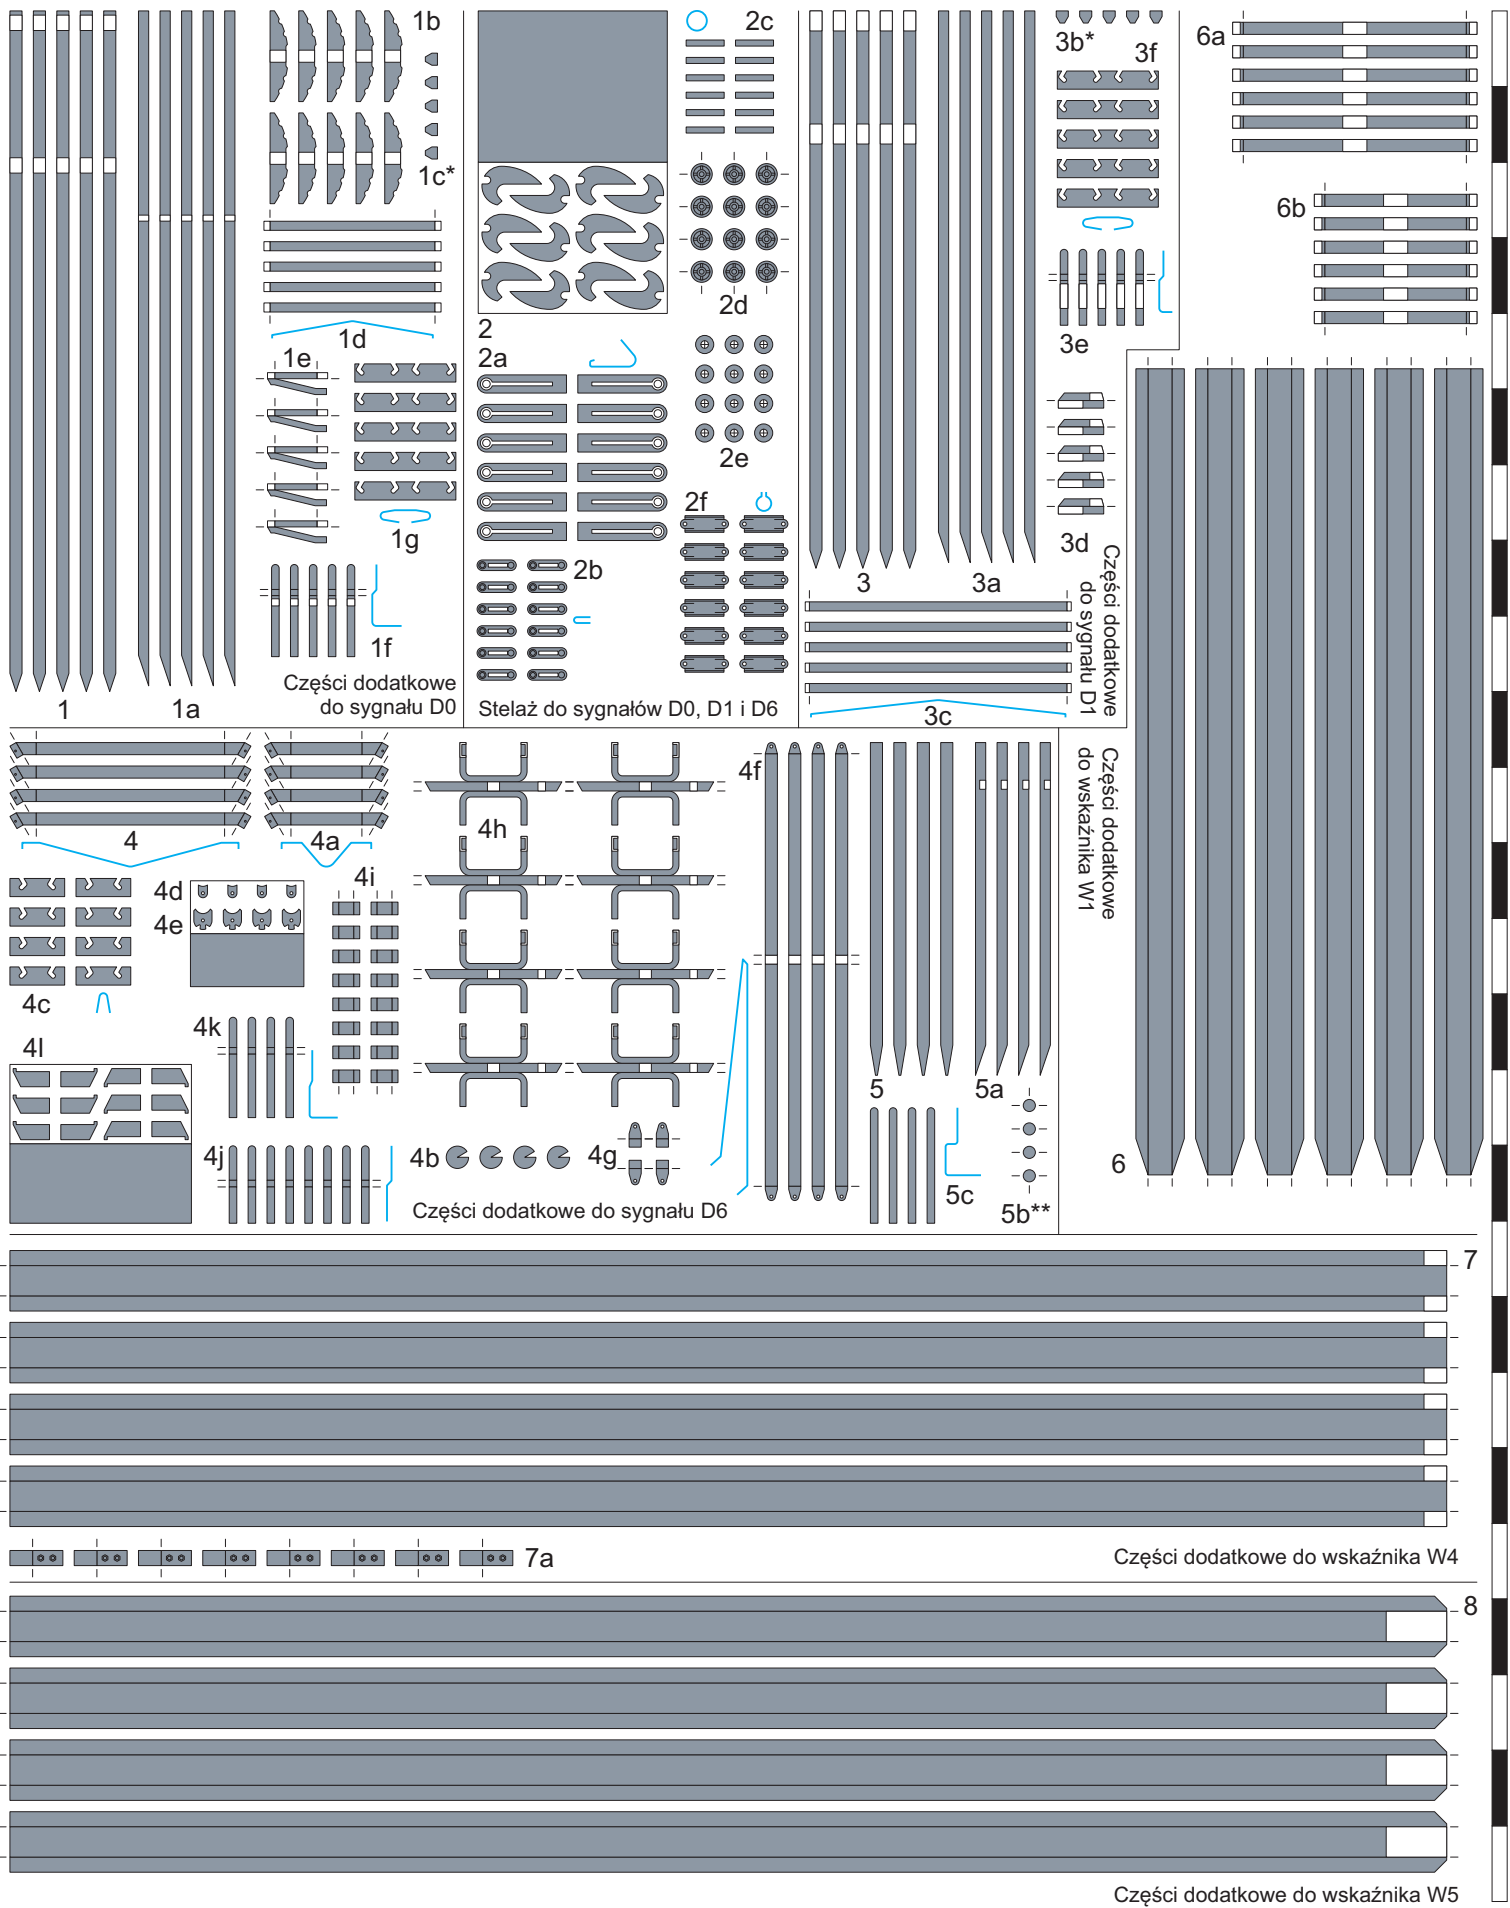 1b
1c*
1d
1e
1g
1f
1
1a
Części dodatkowe
do sygnału D0
2c
2d
2
2a
2e
2f
2b
Stelaż do sygnałów D0, D1 i D6
3b*
3f
3e
3d
3
3a
3c
Części dodatkowe
do sygnału D1
6a
6b
6
Części dodatkowe
do wskaźnika W1
4
4a
4c
4d
4e
4i
4h
4f
4k
4l
4j
4b
4g
Części dodatkowe do sygnału D6
5
5a
5c
5b**
7
7a
Części dodatkowe do wskaźnika W4
8
Części dodatkowe do wskaźnika W5